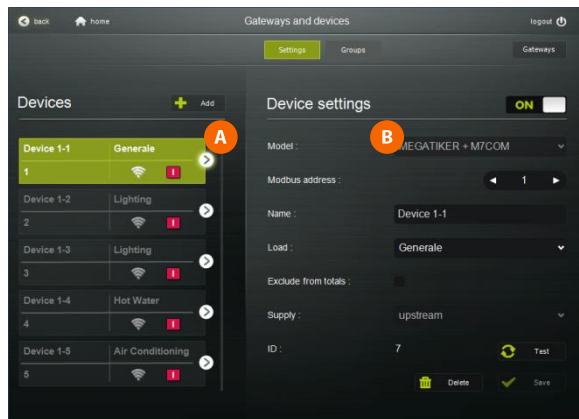 back home Gateways and devices logout
Settings Groups Gateways
Devices Add
A
Device 1-1 Generale
1 I
Device 1-2 Lighting
2 I
Device 1-3 Lighting
3 I
Device 1-4 Hot Water
4 I
Device 1-5 Air Conditioning
5 I
Device settings ON
B
Model : MEGATIKER + M7COM
Modbus address : 1
Name : Device 1-1
Load : Generale
Exclude from totals :
Supply : upstream
ID : 7 Test
Delete Save